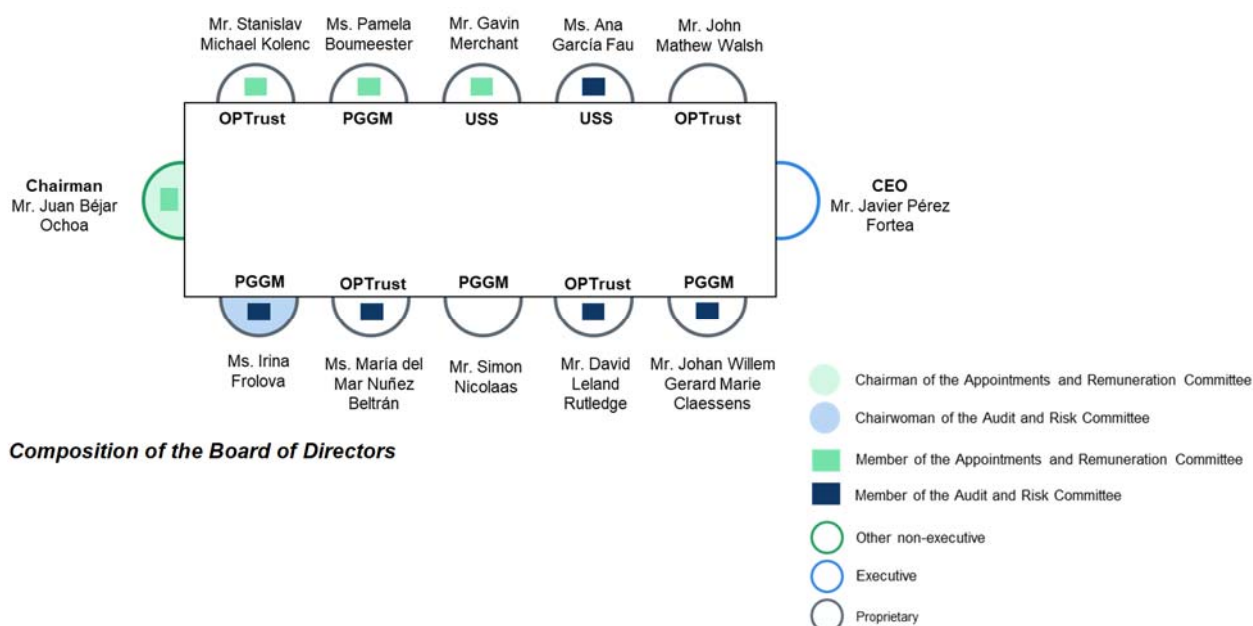 Mr. Stanislav
Michael Kolenc
Ms. Pamela
Boumeester
Mr. Gavin
Merchant
Ms. Ana
García Fau
Mr. John
Mathew Walsh
OPTrust
PGGM
USS
USS
OPTrust
Chairman
Mr. Juan Béjar
Ochoa
CEO
Mr. Javier Pérez
Fortea
PGGM
OPTrust
PGGM
OPTrust
PGGM
Ms. Irina
Frolova
Ms. María del
Mar Nuñez
Beltrán
Mr. Simon
Nicolaas
Mr. David
Leland
Rutledge
Mr. Johan Willem
Gerard Marie
Claessens
Composition of the Board of Directors
Chairman of the Appointments and Remuneration Committee
Chairwoman of the Audit and Risk Committee
Member of the Appointments and Remuneration Committee
Member of the Audit and Risk Committee
Other non-executive
Executive
Proprietary